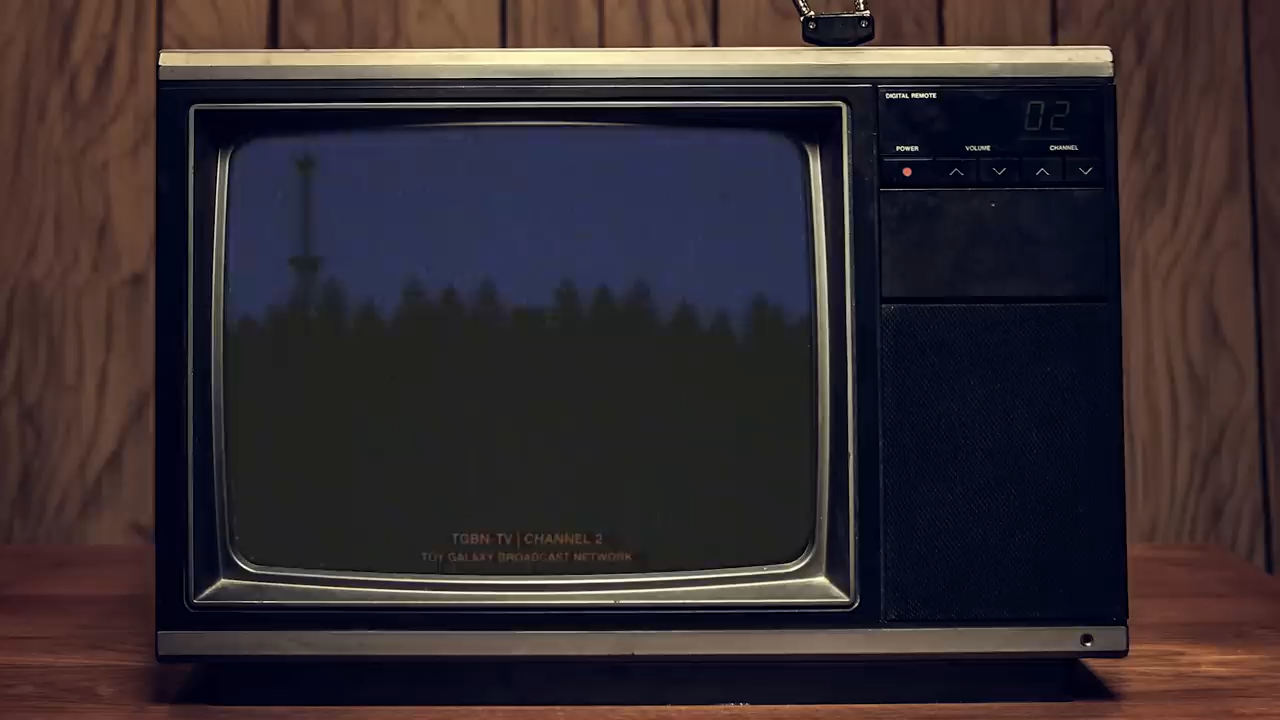 DIGITAL REMOTE
02
POWER VOLUME CHANNEL
TGBN-TV | CHANNEL 2
TOY GALAXY BROADCAST NETWORK